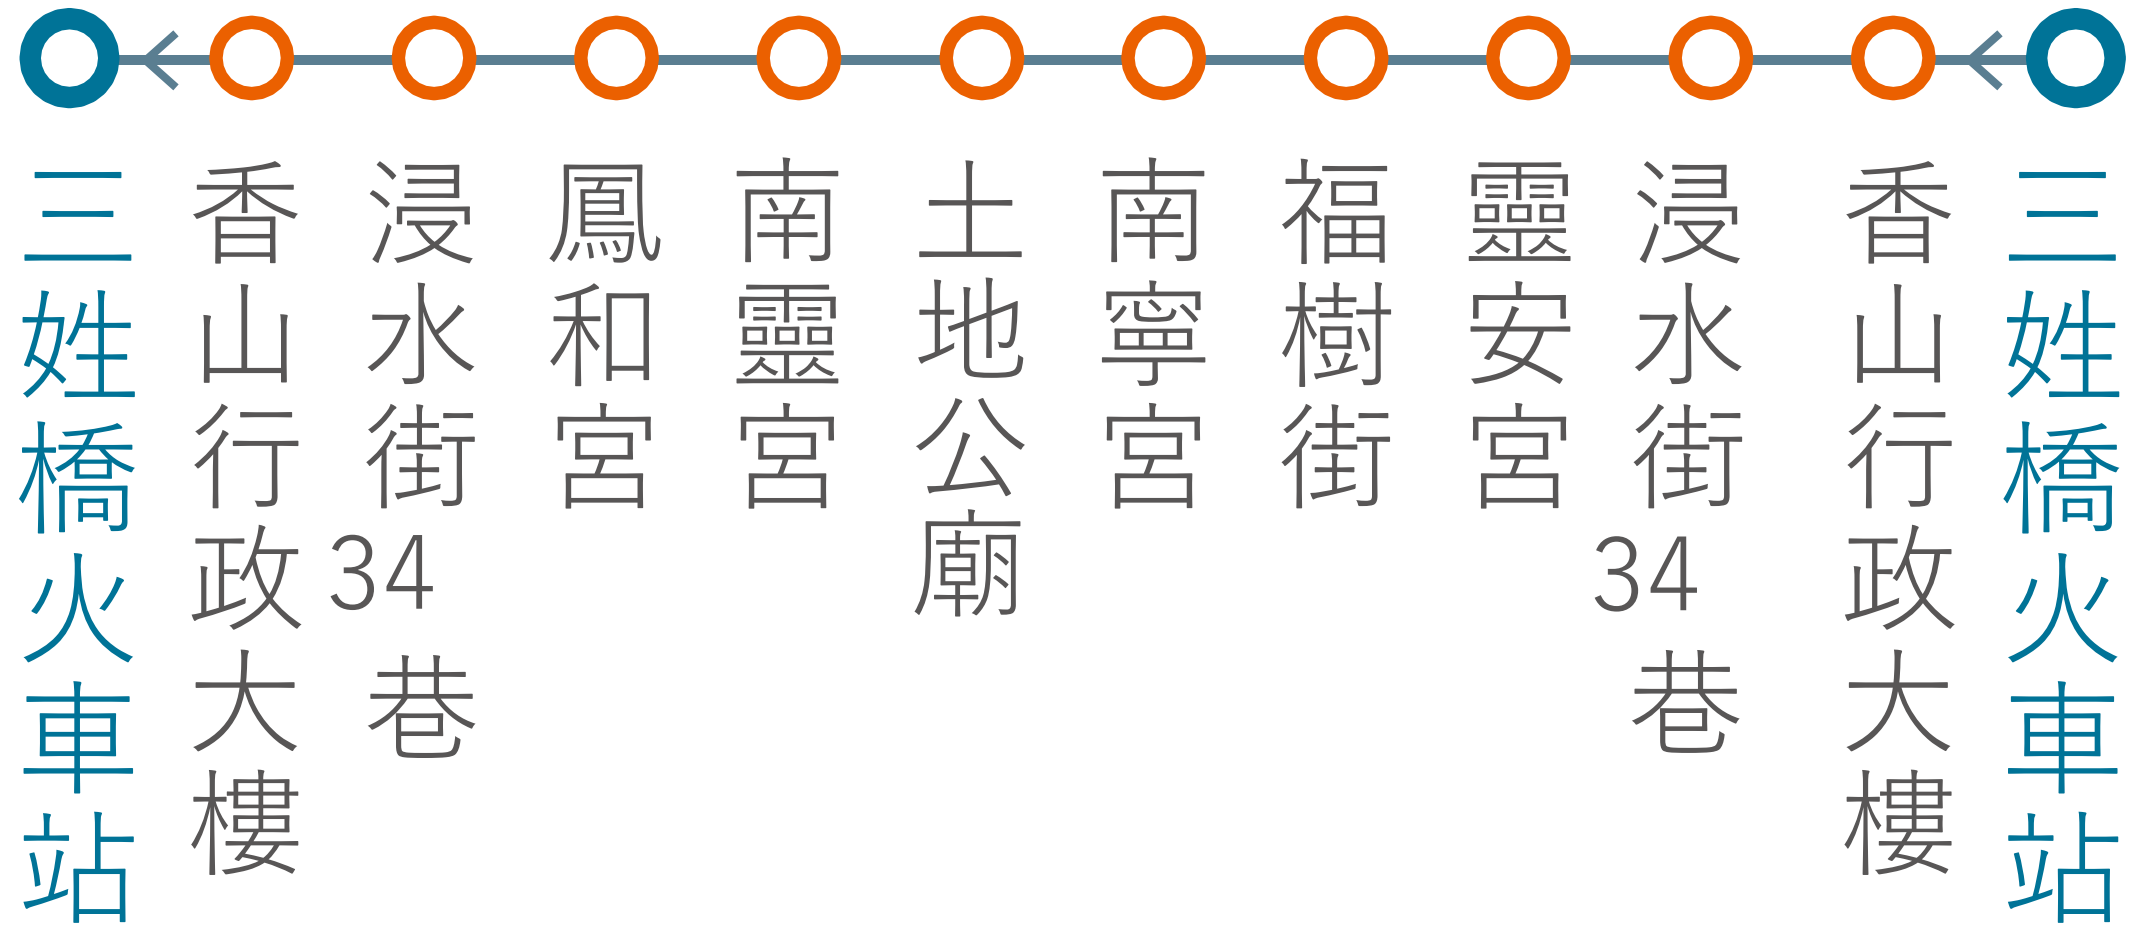 三姓橋火車站
香山行政大樓
浸水街34巷
鳳和宮
南靈宮
土地公廟
南寧宮
福樹街
靈安宮
浸水街34巷
香山行政大樓
三姓橋火車站